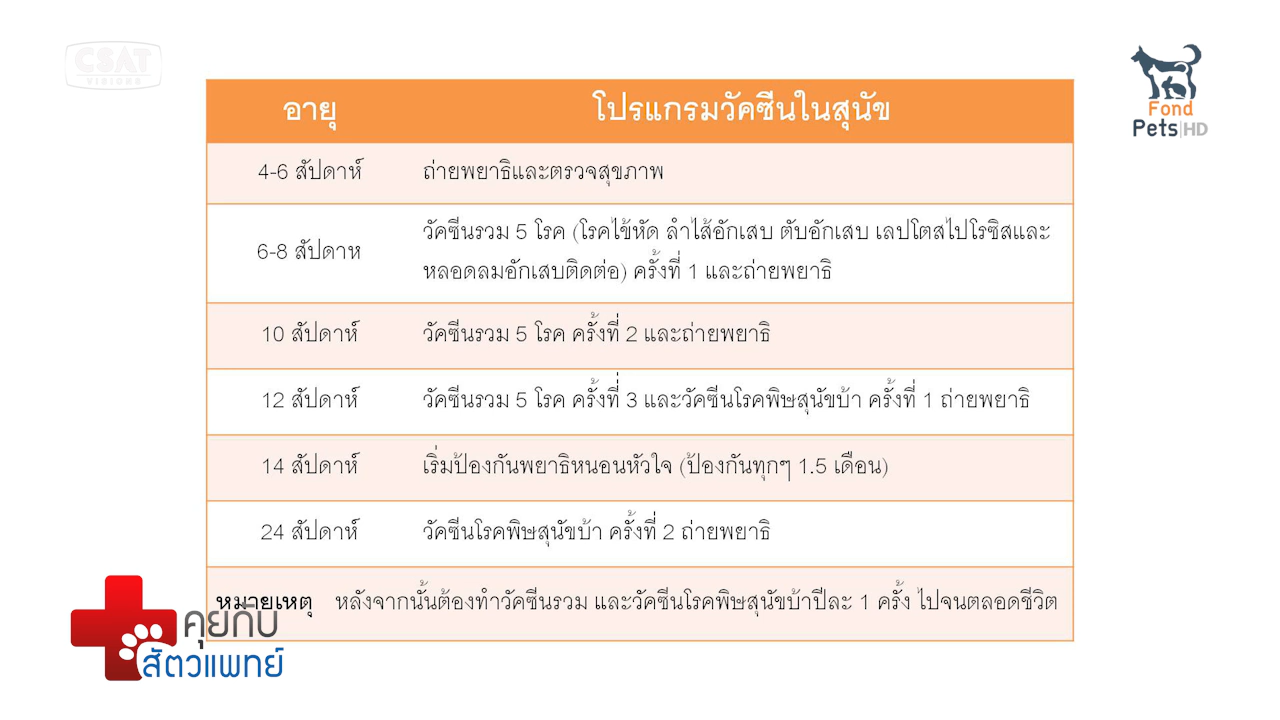 CSAT
VISIONS
Fond
Pets|HD
อายุ โปรแกรมวัคซีนในสุนัข
4-6 สัปดาห์ ถ่ายพยาธิและตรวจสุขภาพ
6-8 สัปดาห วัคซีนรวม 5 โรค (โรคไข้หัด ลำไส้อักเสบ ตับอักเสบ เลปโตสไปโรซิสและ
หลอดลมอักเสบติดต่อ) ครั้งที่ 1 และถ่ายพยาธิ
10 สัปดาห์ วัคซีนรวม 5 โรค ครั้งที่ 2 และถ่ายพยาธิ
12 สัปดาห์ วัคซีนรวม 5 โรค ครั้งที่ 3 และวัคซีนโรคพิษสุนัขบ้า ครั้งที่ 1 ถ่ายพยาธิ
14 สัปดาห์ เริ่มป้องกันพยาธิหนอนหัวใจ (ป้องกันทุกๆ 1.5 เดือน)
24 สัปดาห์ วัคซีนโรคพิษสุนัขบ้า ครั้งที่ 2 ถ่ายพยาธิ
หมายเหตุ หลังจากนั้นต้องทำวัคซีนรวม และวัคซีนโรคพิษสุนัขบ้าปีละ 1 ครั้ง ไปจนตลอดชีวิต
คุยกับ
สัตวแพทย์